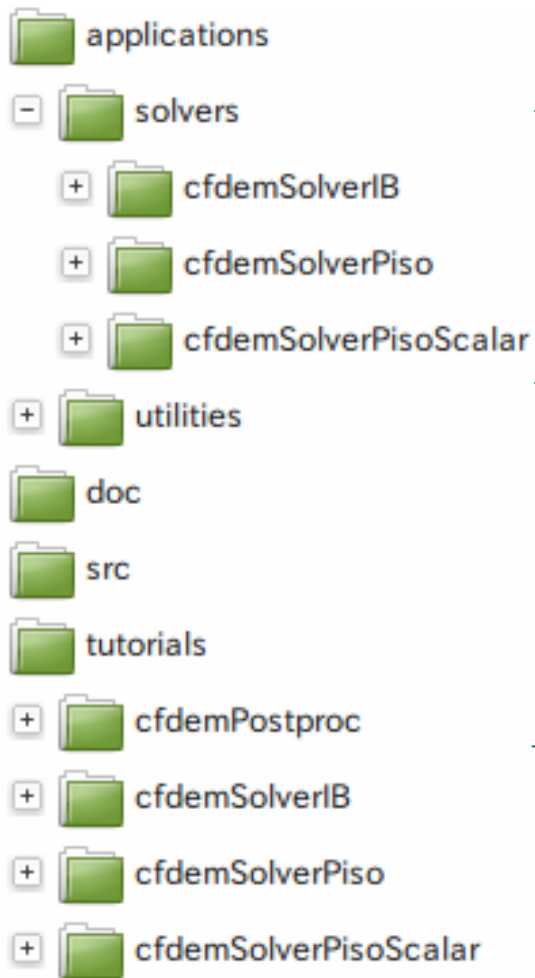 applications
solvers
cfdemSolverIB
cfdemSolverPiso
cfdemSolverPisoScalar
utilities
doc
src
tutorials
cfdemPostproc
cfdemSolverIB
cfdemSolverPiso
cfdemSolverPisoScalar